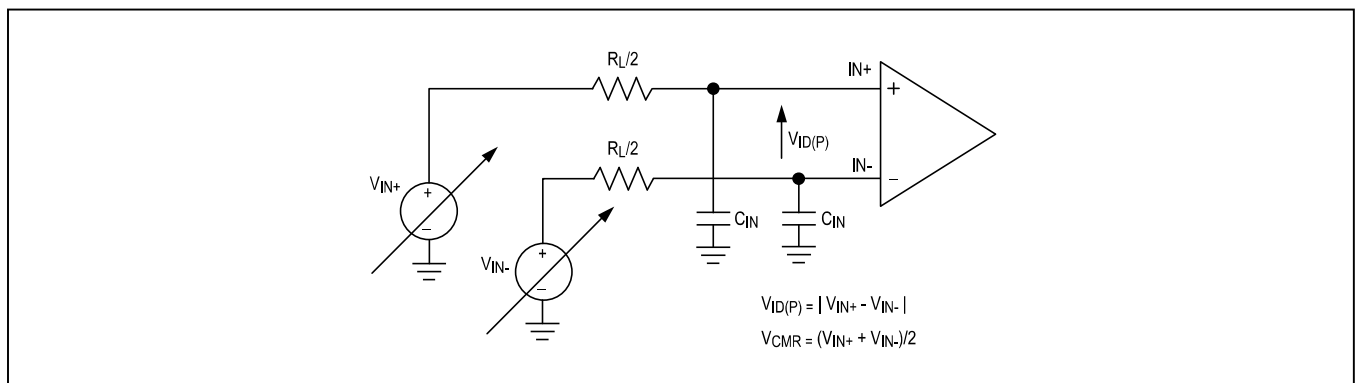 RL/2
IN+
+
VID(P)
RL/2
IN-
−
VIN+
+
−
CIN
CIN
VIN-
+
−
VID(P) = | VIN+ - VIN- |
VCMR = (VIN+ + VIN-)/2